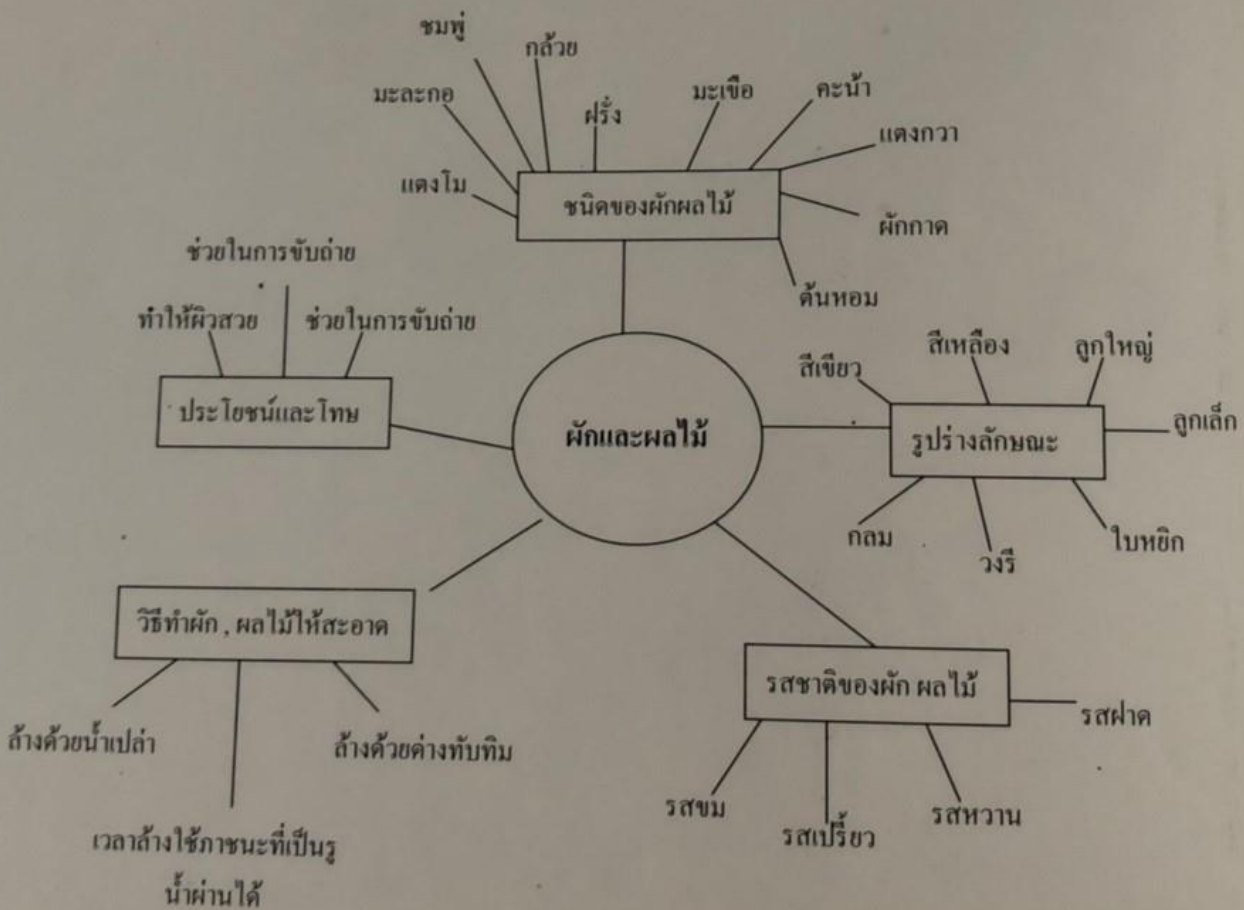 ชมพู่
กล้วย
มะละกอ
ฝรั่ง
มะเขือ
คะน้า
แตงกวา
แตงโม
ชนิดของผักผลไม้
ผักกาด
ต้นหอม
ช่วยในการขับถ่าย
ทำให้ผิวสวย
ช่วยในการขับถ่าย
ประโยชน์และโทษ
ผักและผลไม้
สีเขียว
สีเหลือง
ลูกใหญ่
ลูกเล็ก
รูปร่างลักษณะ
กลม
วงรี
ใบหยิก
วิธีทำผัก , ผลไม้ให้สะอาด
ล้างด้วยน้ำเปล่า
ล้างด้วยด่างทับทิม
เวลาล้างใช้ภาชนะที่เป็นรู
น้ำผ่านได้
รสชาติของผัก ผลไม้
รสฝาด
รสขม
รสเปรี้ยว
รสหวาน